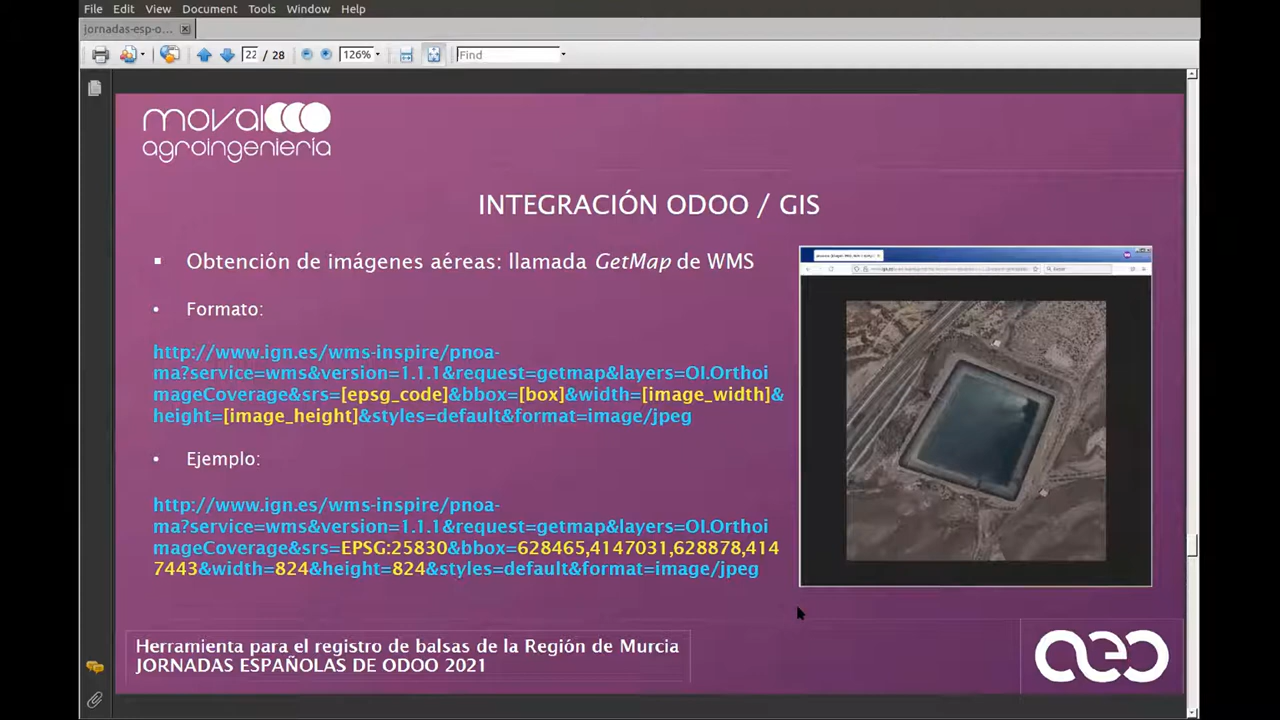 File Edit View Document Tools Window Help
jornadas-esp-o...
22 / 28 126% Find
moval
agroingeniería
INTEGRACIÓN ODOO / GIS
▪ Obtención de imágenes aéreas: llamada GetMap de WMS
• Formato:
http://www.ign.es/wms-inspire/pnoa-
ma?service=wms&version=1.1.1&request=getmap&layers=OI.Orthoi
mageCoverage&srs=[epsg_code]&bbox=[box]&width=[image_width]&
height=[image_height]&styles=default&format=image/jpeg
• Ejemplo:
http://www.ign.es/wms-inspire/pnoa-
ma?service=wms&version=1.1.1&request=getmap&layers=OI.Orthoi
mageCoverage&srs=EPSG:25830&bbox=628465,4147031,628878,414
7443&width=824&height=824&styles=default&format=image/jpeg
Herramienta para el registro de balsas de la Región de Murcia
JORNADAS ESPAÑOLAS DE ODOO 2021
aeo